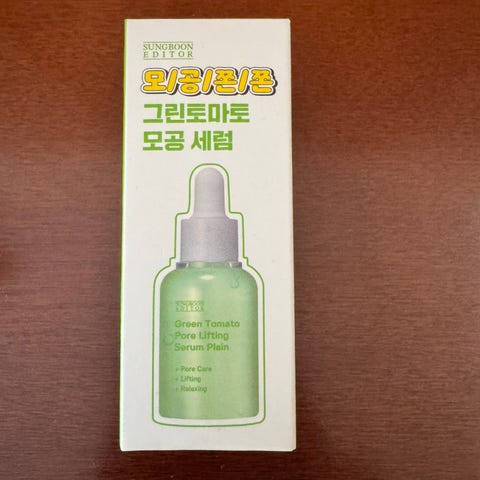 SUNGBOON
EDITOR
모/공/쫀/쫀
그린토마토
모공 세럼
SUNGBOON
EDITOR
Green Tomato
Pore Lifting
Serum Plain
+ Pore Care
+ Lifting
+ Relaxing